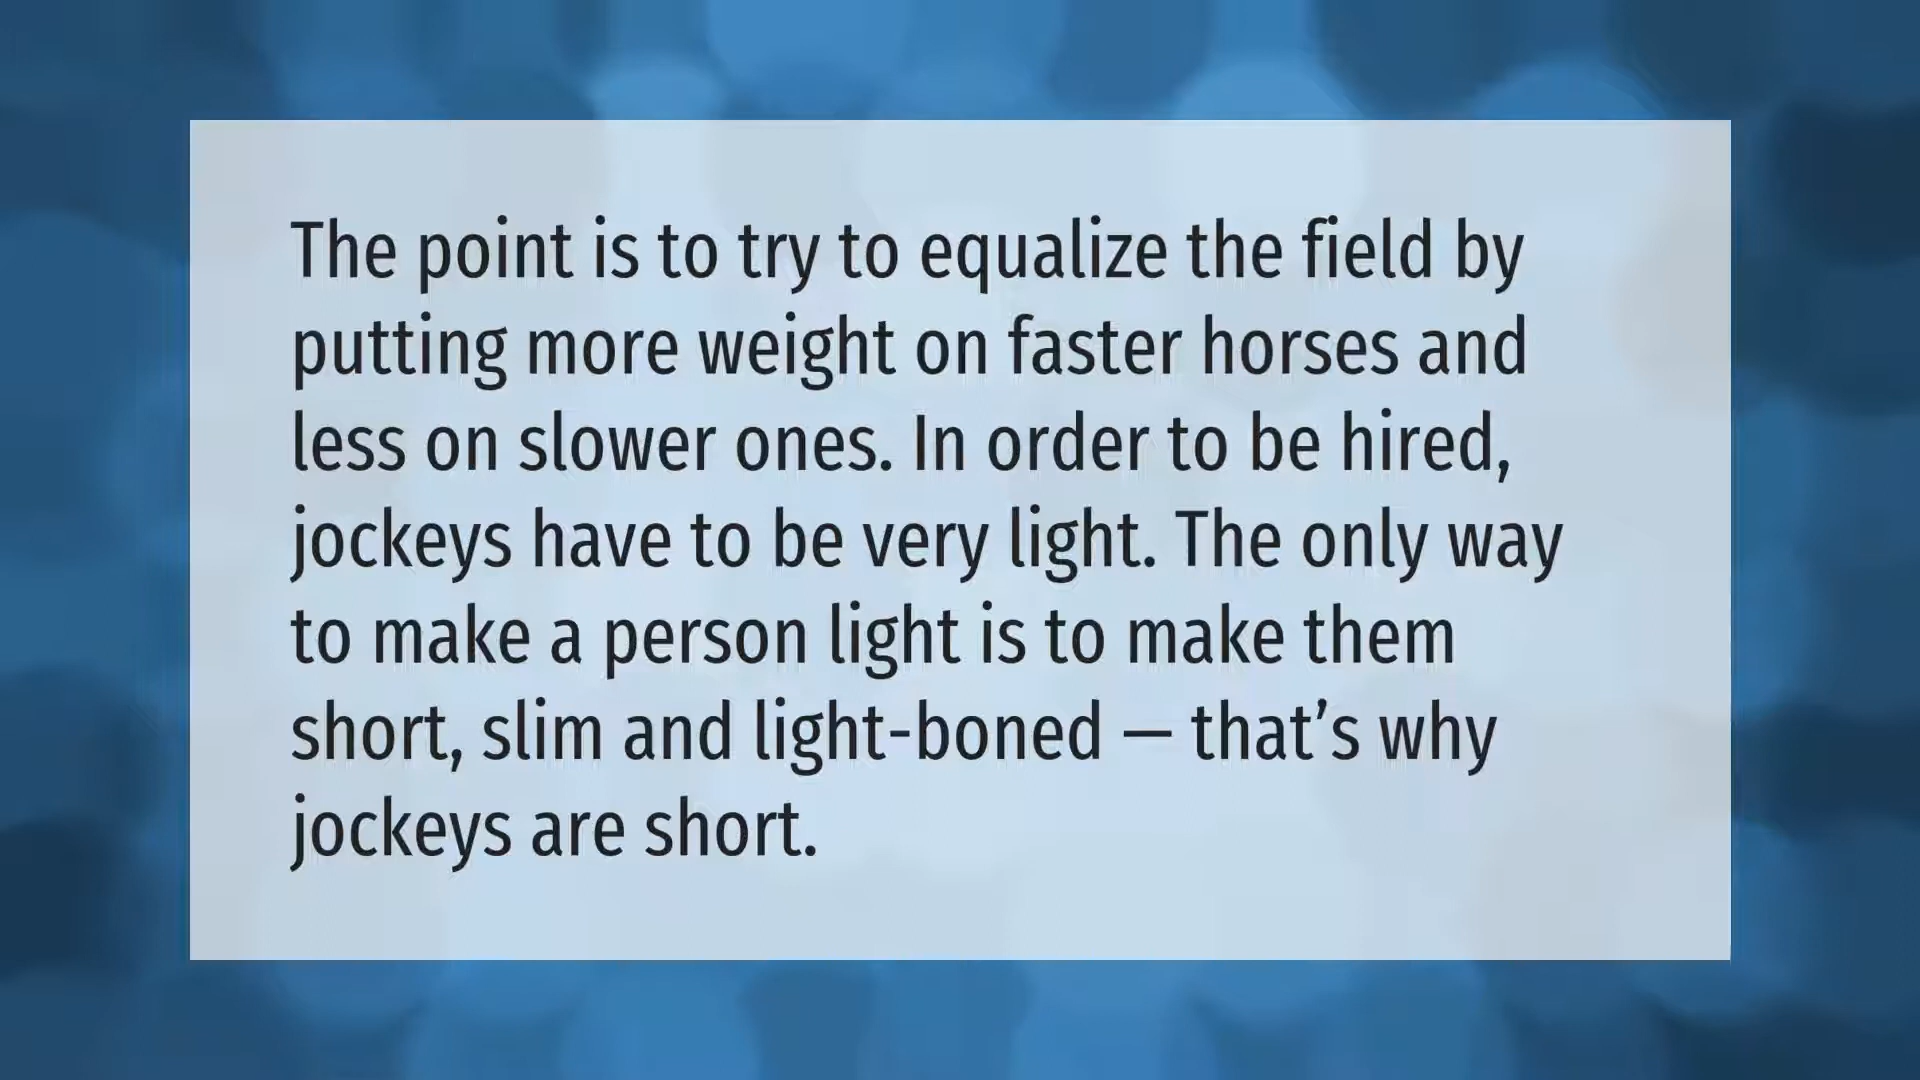 The point is to try to equalize the field by
putting more weight on faster horses and
less on slower ones. In order to be hired,
jockeys have to be very light. The only way
to make a person light is to make them
short, slim and light-boned — that’s why
jockeys are short.